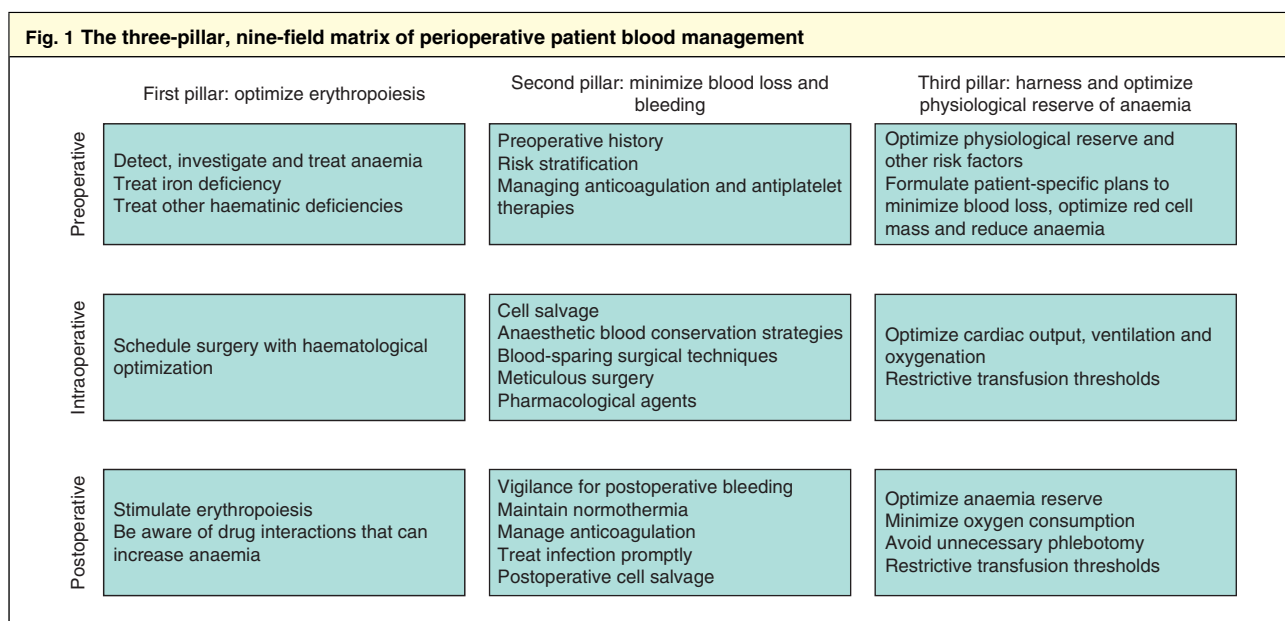 Fig. 1 The three-pillar, nine-field matrix of perioperative patient blood management
First pillar: optimize erythropoiesis
Second pillar: minimize blood loss and
bleeding
Third pillar: harness and optimize
physiological reserve of anaemia
Preoperative
Detect, investigate and treat anaemia
Treat iron deficiency
Treat other haematinic deficiencies
Preoperative history
Risk stratification
Managing anticoagulation and antiplatelet
therapies
Optimize physiological reserve and
other risk factors
Formulate patient-specific plans to
minimize blood loss, optimize red cell
mass and reduce anaemia
Intraoperative
Schedule surgery with haematological
optimization
Cell salvage
Anaesthetic blood conservation strategies
Blood-sparing surgical techniques
Meticulous surgery
Pharmacological agents
Optimize cardiac output, ventilation and
oxygenation
Restrictive transfusion thresholds
Postoperative
Stimulate erythropoiesis
Be aware of drug interactions that can
increase anaemia
Vigilance for postoperative bleeding
Maintain normothermia
Manage anticoagulation
Treat infection promptly
Postoperative cell salvage
Optimize anaemia reserve
Minimize oxygen consumption
Avoid unnecessary phlebotomy
Restrictive transfusion thresholds